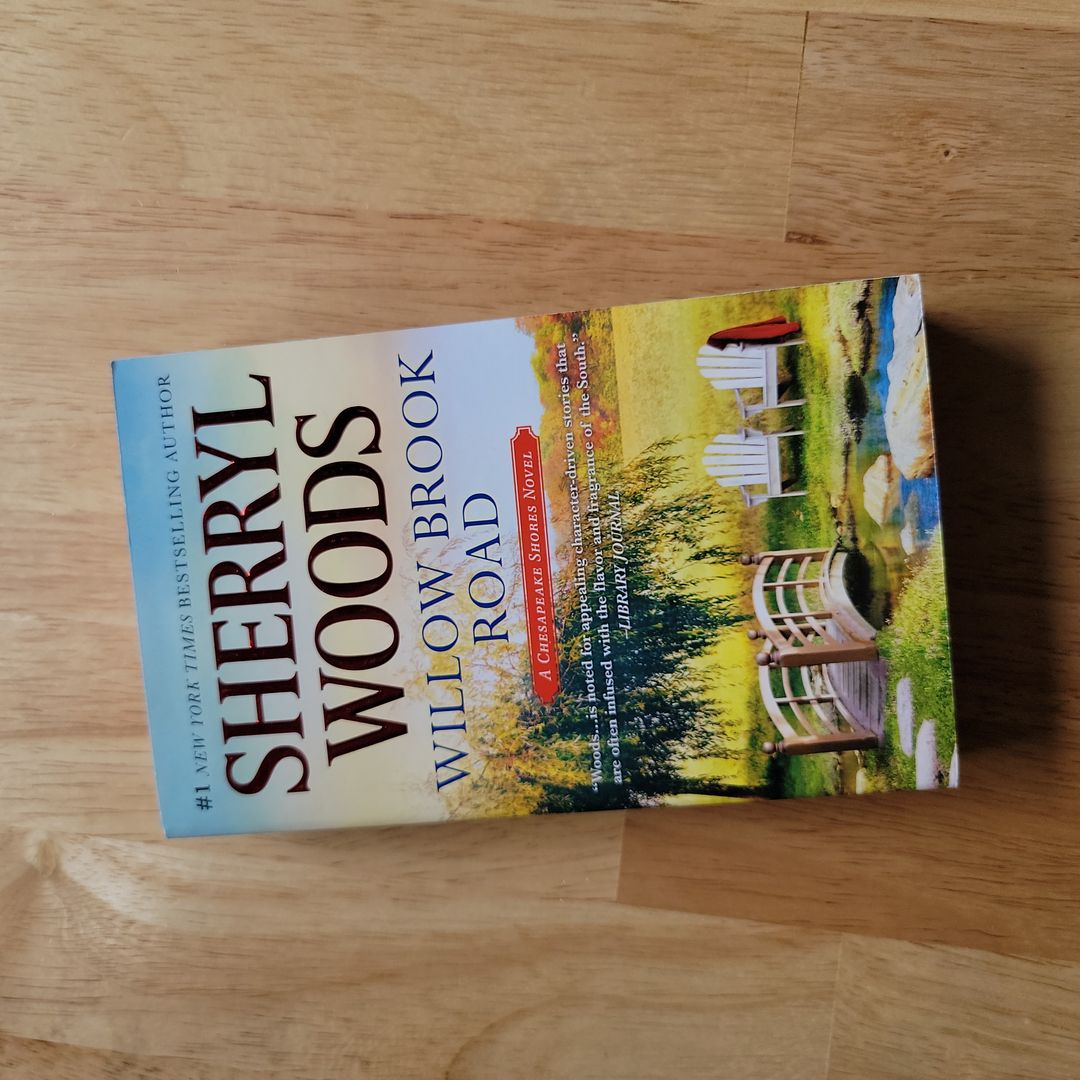 #1 NEW YORK TIMES BESTSELLING AUTHOR
SHERRYL
WOODS
WILLOW BROOK
ROAD
A CHESAPEAKE SHORES NOVEL
“Woods...is noted for appealing character-driven stories that
are often infused with the flavor and fragrance of the South.”
–LIBRARY JOURNAL